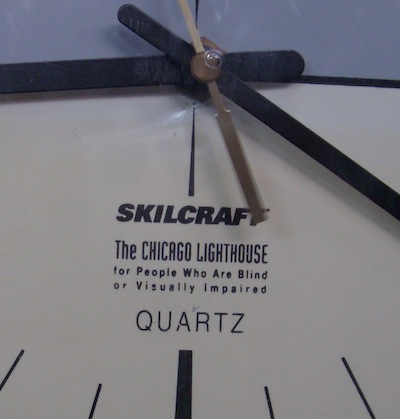 SKILCRAFT
The CHICAGO LIGHTHOUSE
for People Who Are Blind
or Visually Impaired
QUARTZ